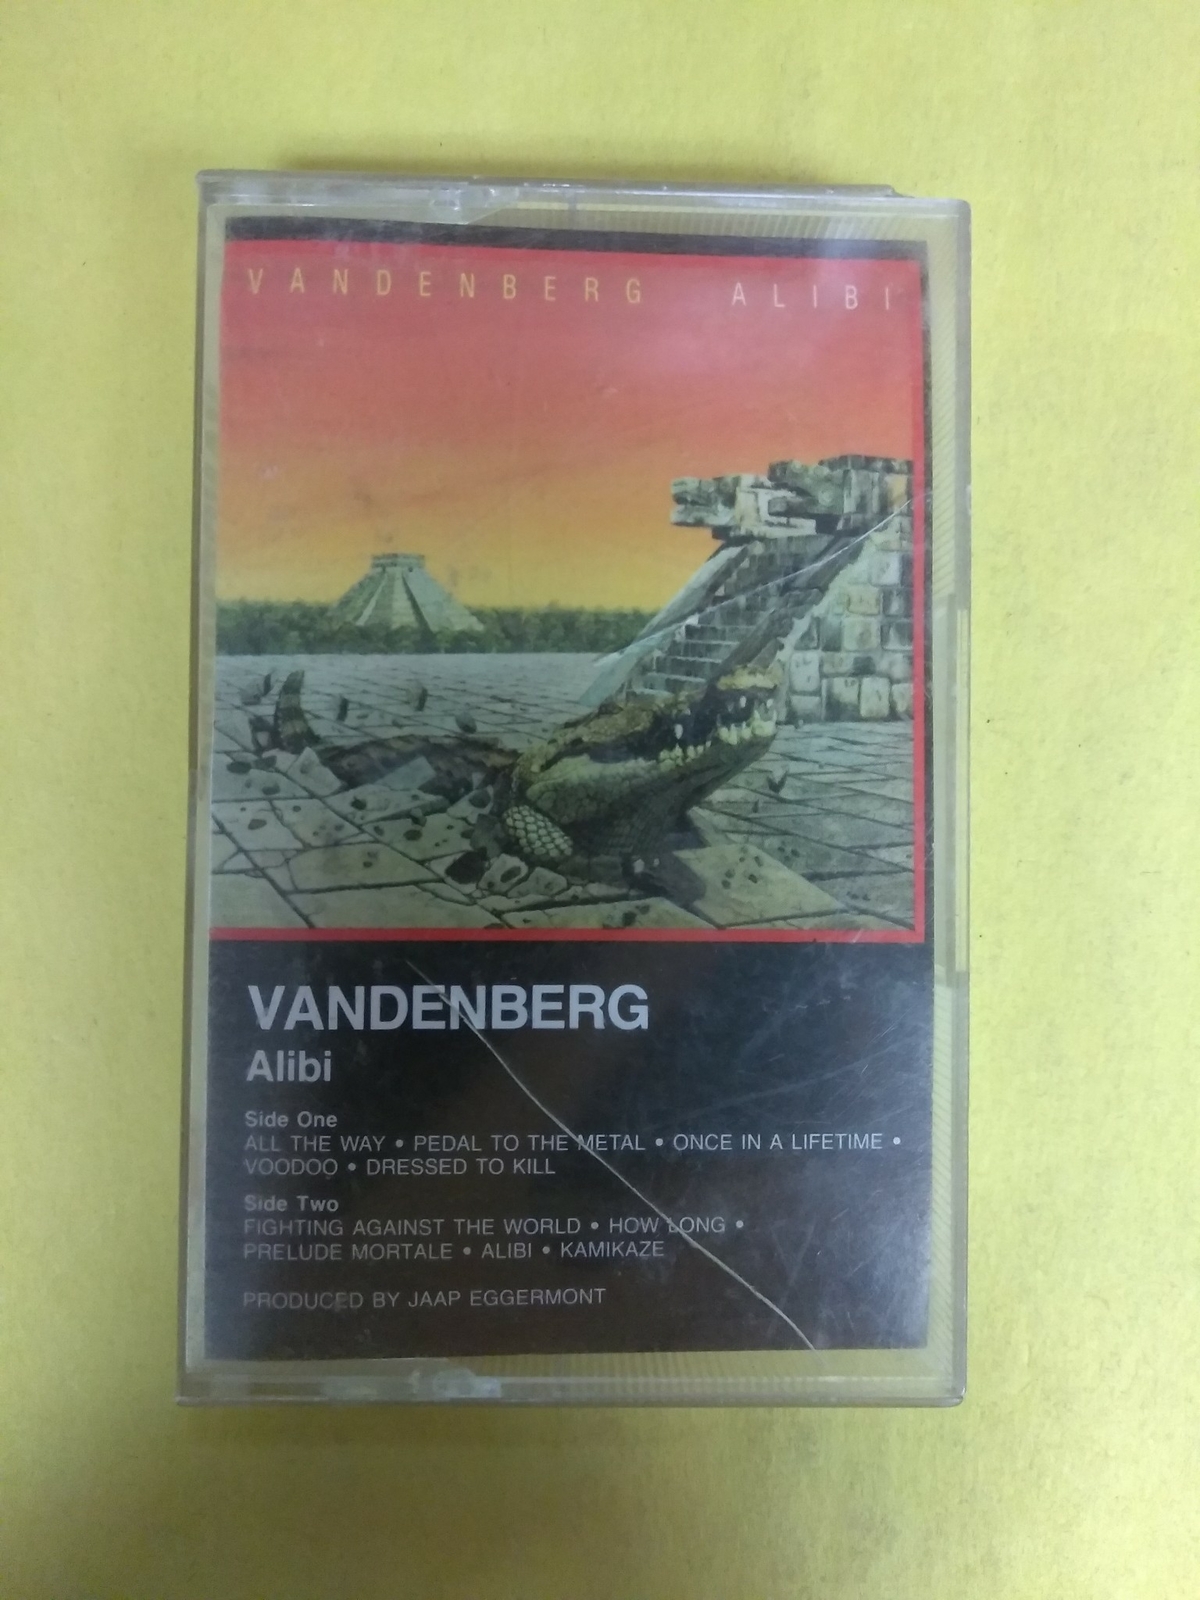 VANDENBERG ALIBI
VANDENBERG
Alibi
Side One
ALL THE WAY • PEDAL TO THE METAL • ONCE IN A LIFETIME •
VOODOO • DRESSED TO KILL
Side Two
FIGHTING AGAINST THE WORLD • HOW LONG •
PRELUDE MORTALE • ALIBI • KAMIKAZE
PRODUCED BY JAAP EGGERMONT